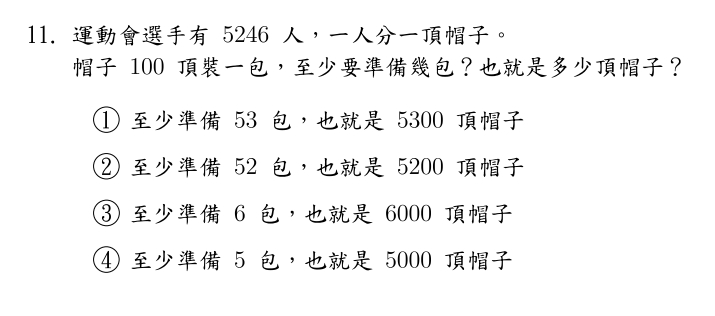 11. 運動會選手有 5246 人，一人分一頂帽子。
帽子 100 頂裝一包，至少要準備幾包？也就是多少頂帽子？
① 至少準備 53 包，也就是 5300 頂帽子
② 至少準備 52 包，也就是 5200 頂帽子
③ 至少準備 6 包，也就是 6000 頂帽子
④ 至少準備 5 包，也就是 5000 頂帽子